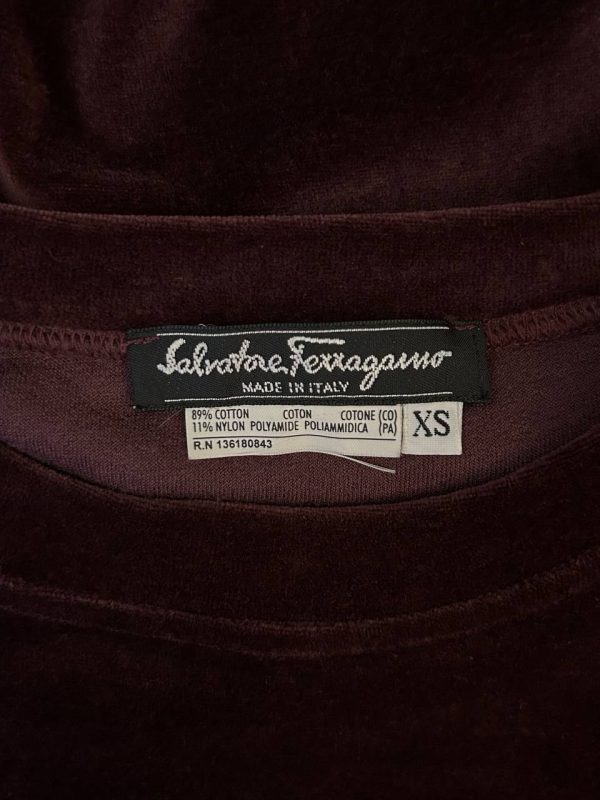 Salvatore Ferragamo
MADE IN ITALY
89% COTTON COTON COTONE (CO)
11% NYLON POLYAMIDE POLIAMMIDICA (PA)
R.N 136180843
XS